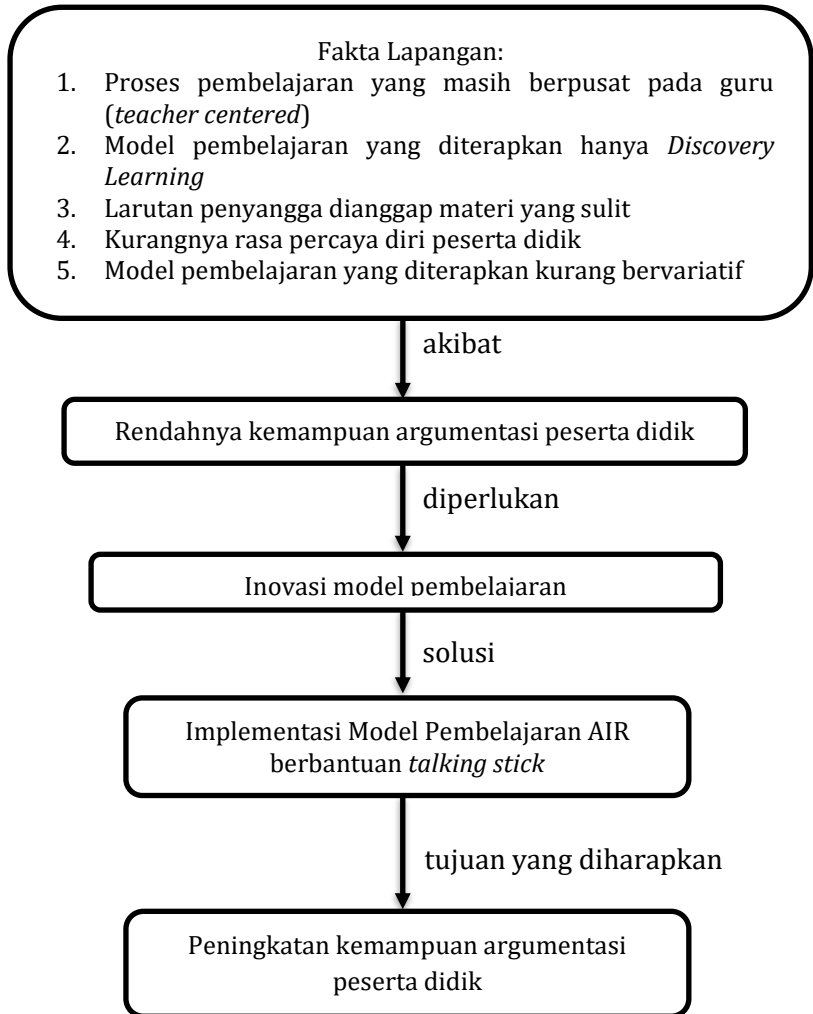 Fakta Lapangan:
1. Proses pembelajaran yang masih berpusat pada guru
(teacher centered)
2. Model pembelajaran yang diterapkan hanya Discovery
Learning
3. Larutan penyangga dianggap materi yang sulit
4. Kurangnya rasa percaya diri peserta didik
5. Model pembelajaran yang diterapkan kurang bervariatif
akibat
Rendahnya kemampuan argumentasi peserta didik
diperlukan
Inovasi model pembelajaran
solusi
Implementasi Model Pembelajaran AIR
berbantuan talking stick
tujuan yang diharapkan
Peningkatan kemampuan argumentasi
peserta didik